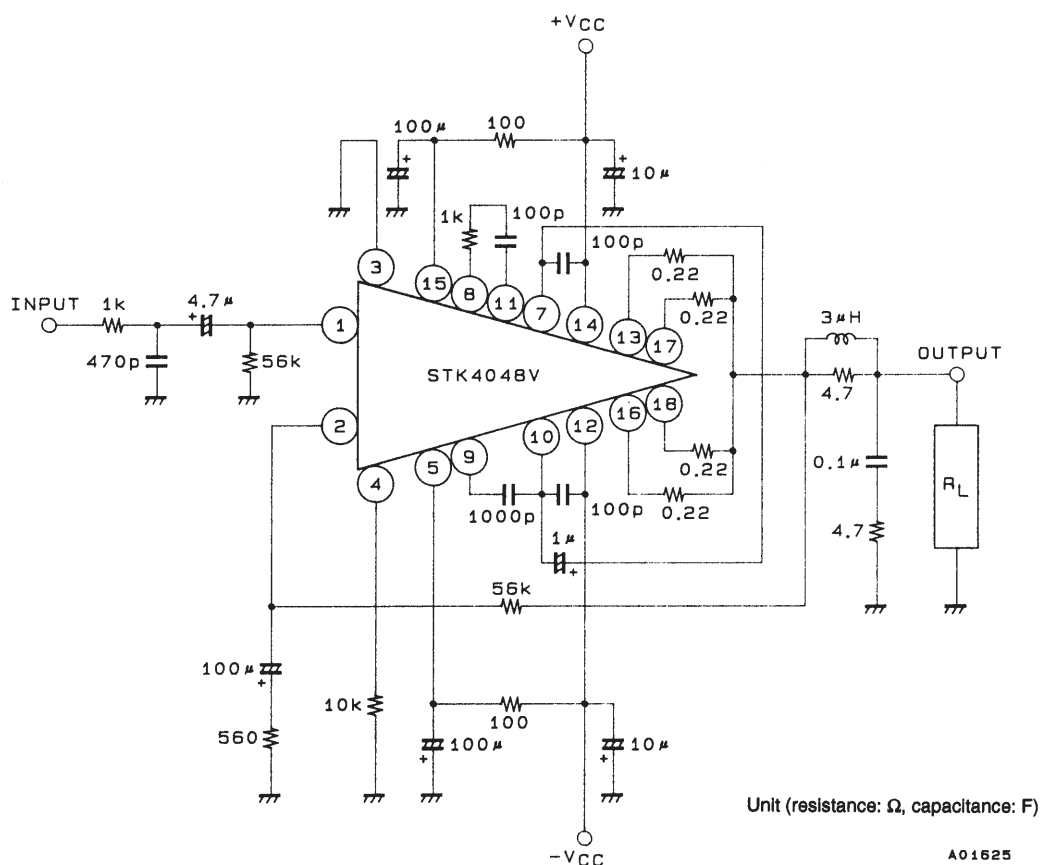 +VCC
100μ
100
10μ
1k
100p
100p
0.22
0.22
3μH
OUTPUT
4.7
INPUT
1k
4.7μ
470p
56k
3
15
8
11
7
14
13
17
1
STK4048V
2
4
5
9
10
12
16
18
1000p
100p
0.22
0.22
0.1μ
4.7
RL
1μ
56k
100μ
560
10k
100
100μ
10μ
Unit (resistance: Ω, capacitance: F)
-VCC
A01625
+
+
+
+
+
+
+